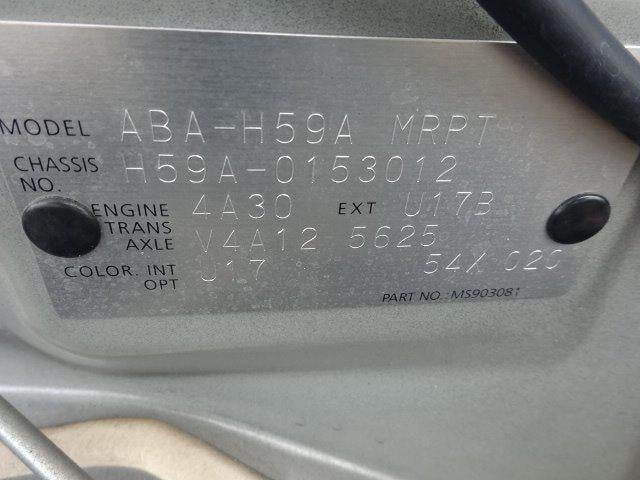 MODEL ABA-H59A MRPT
CHASSIS NO. H59A-0153012
ENGINE 4A30 EXT U17B
TRANS AXLE V4A12 5625
COLOR. INT OPT U17 54X 02C
PART NO.: MS903081